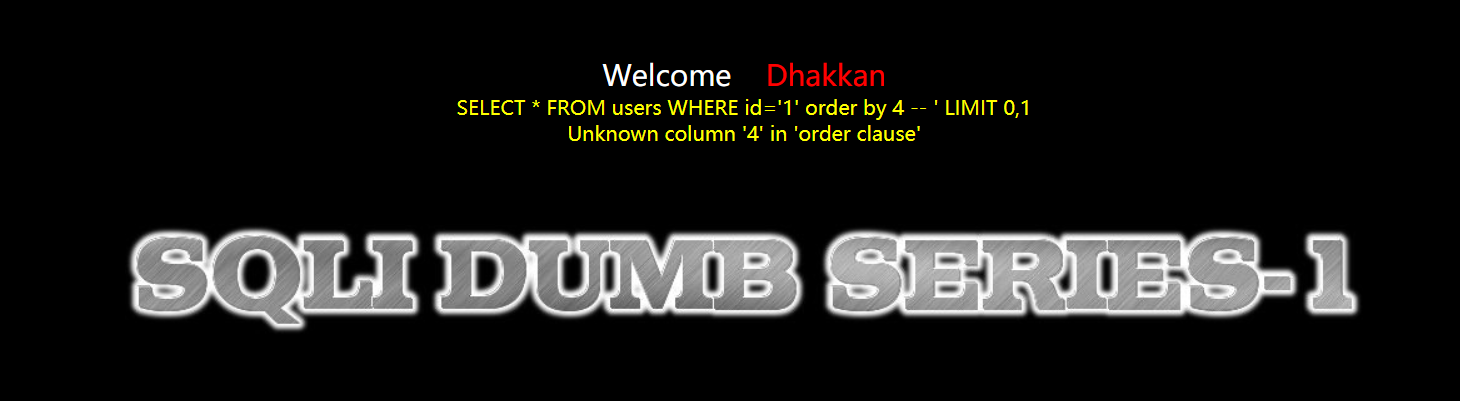 Welcome Dhakkan
SELECT * FROM users WHERE id='1' order by 4 -- ' LIMIT 0,1
Unknown column '4' in 'order clause'
SQLI DUMB SERIES-1